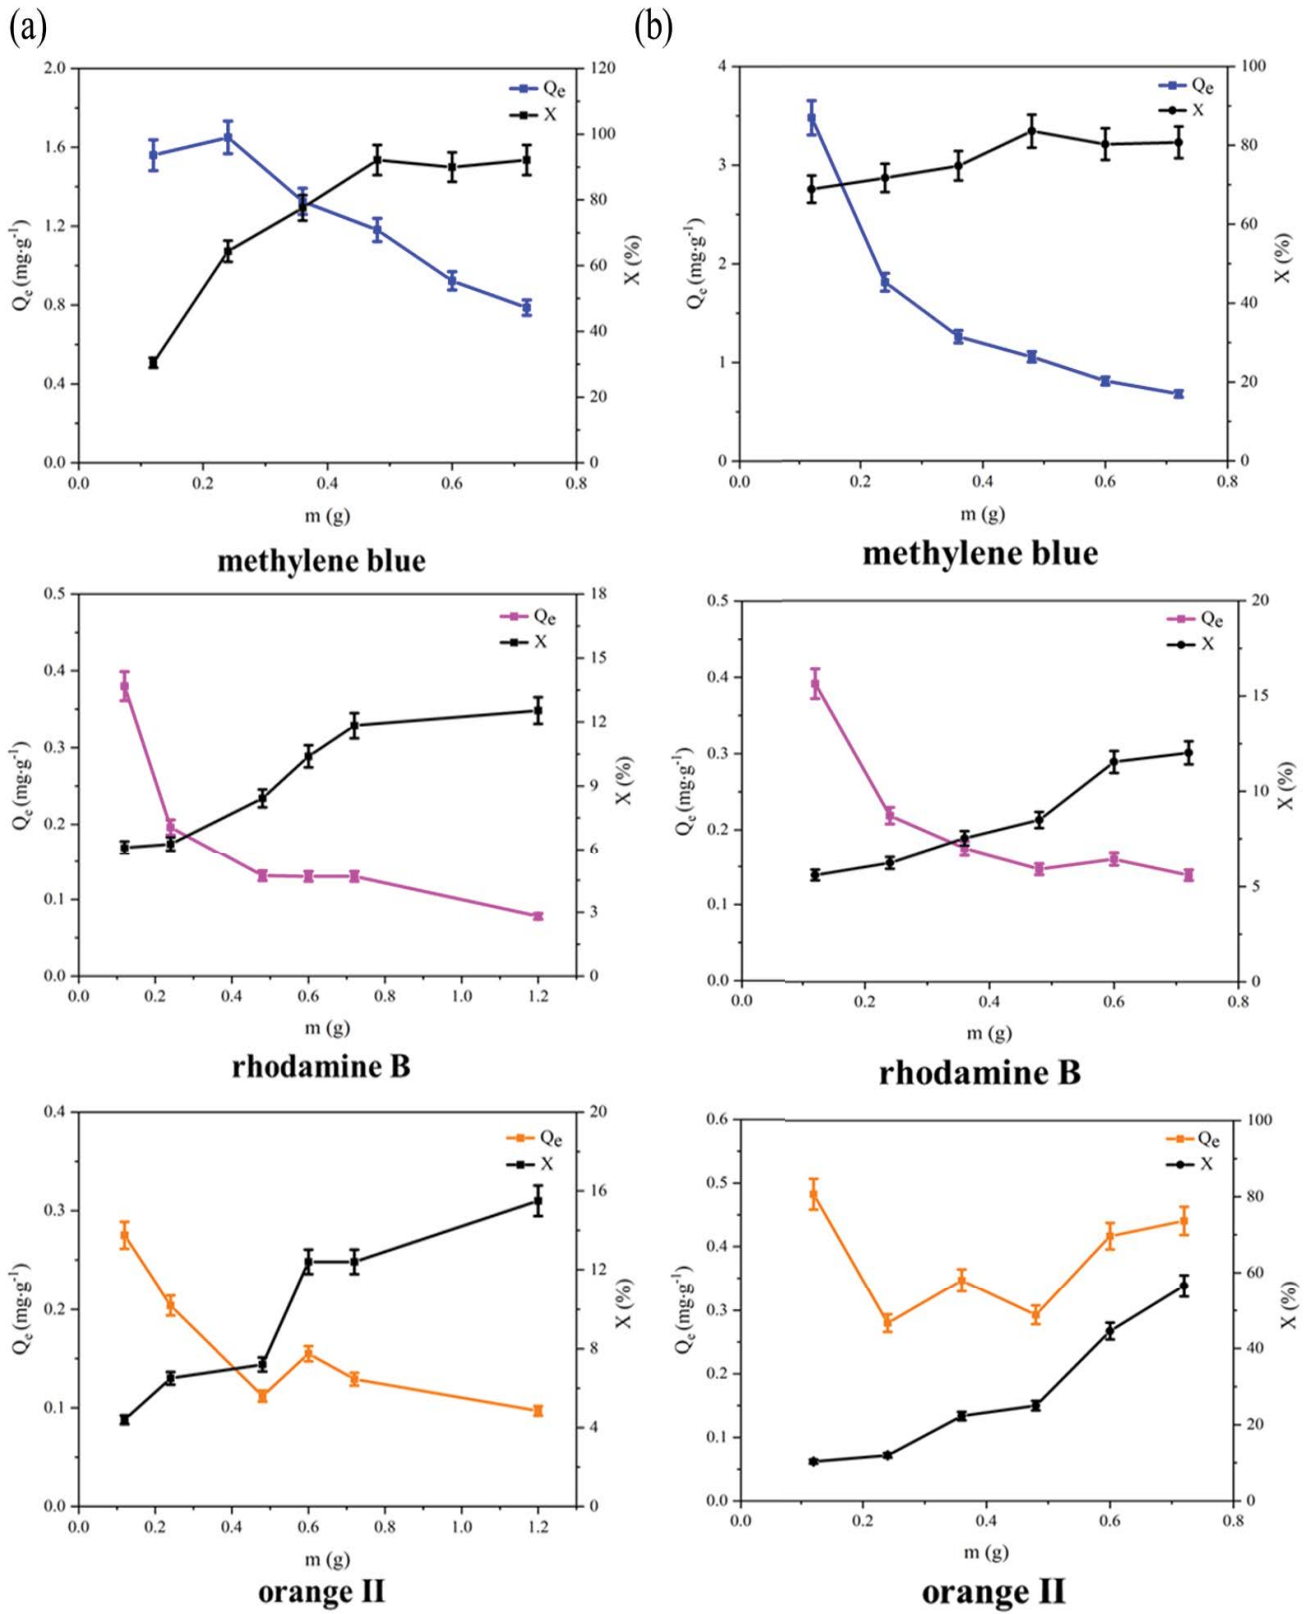 (a)
(b)
2.0
1.6
1.2
0.8
0.4
0.0
Qe (mg·g-1)
120
100
80
60
40
20
0
X (%)
Qe
X
0.0 0.2 0.4 0.6 0.8
m (g)
methylene blue
4
3
2
1
0
Qe (mg·g-1)
100
80
60
40
20
0
X (%)
Qe
X
0.0 0.2 0.4 0.6 0.8
m (g)
methylene blue
0.5
0.4
0.3
0.2
0.1
0.0
Qe (mg·g-1)
18
15
12
9
6
3
0
X (%)
Qe
X
0.0 0.2 0.4 0.6 0.8 1.0 1.2
m (g)
rhodamine B
0.5
0.4
0.3
0.2
0.1
0.0
Qe (mg·g-1)
20
15
10
5
0
X (%)
Qe
X
0.0 0.2 0.4 0.6 0.8
m (g)
rhodamine B
0.4
0.3
0.2
0.1
0.0
Qe (mg·g-1)
20
16
12
8
4
0
X (%)
Qe
X
0.0 0.2 0.4 0.6 0.8 1.0 1.2
m (g)
orange II
0.6
0.5
0.4
0.3
0.2
0.1
0.0
Qe (mg·g-1)
100
80
60
40
20
0
X (%)
Qe
X
0.0 0.2 0.4 0.6 0.8
m (g)
orange II